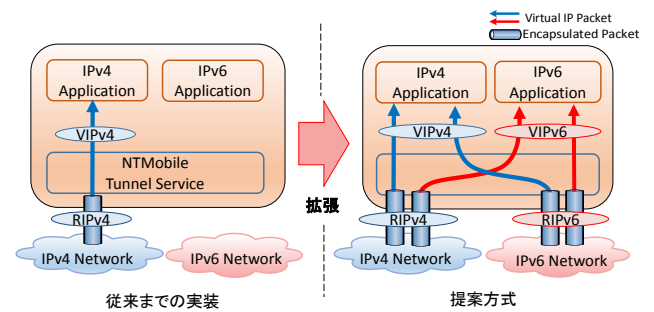 Virtual IP Packet
Encapsulated Packet
IPv4
Application
IPv6
Application
VIPv4
NTMobile
Tunnel Service
RIPv4
IPv4 Network
IPv6 Network
従来までの実装
拡張
IPv4
Application
IPv6
Application
VIPv4
VIPv6
RIPv4
RIPv6
IPv4 Network
IPv6 Network
提案方式